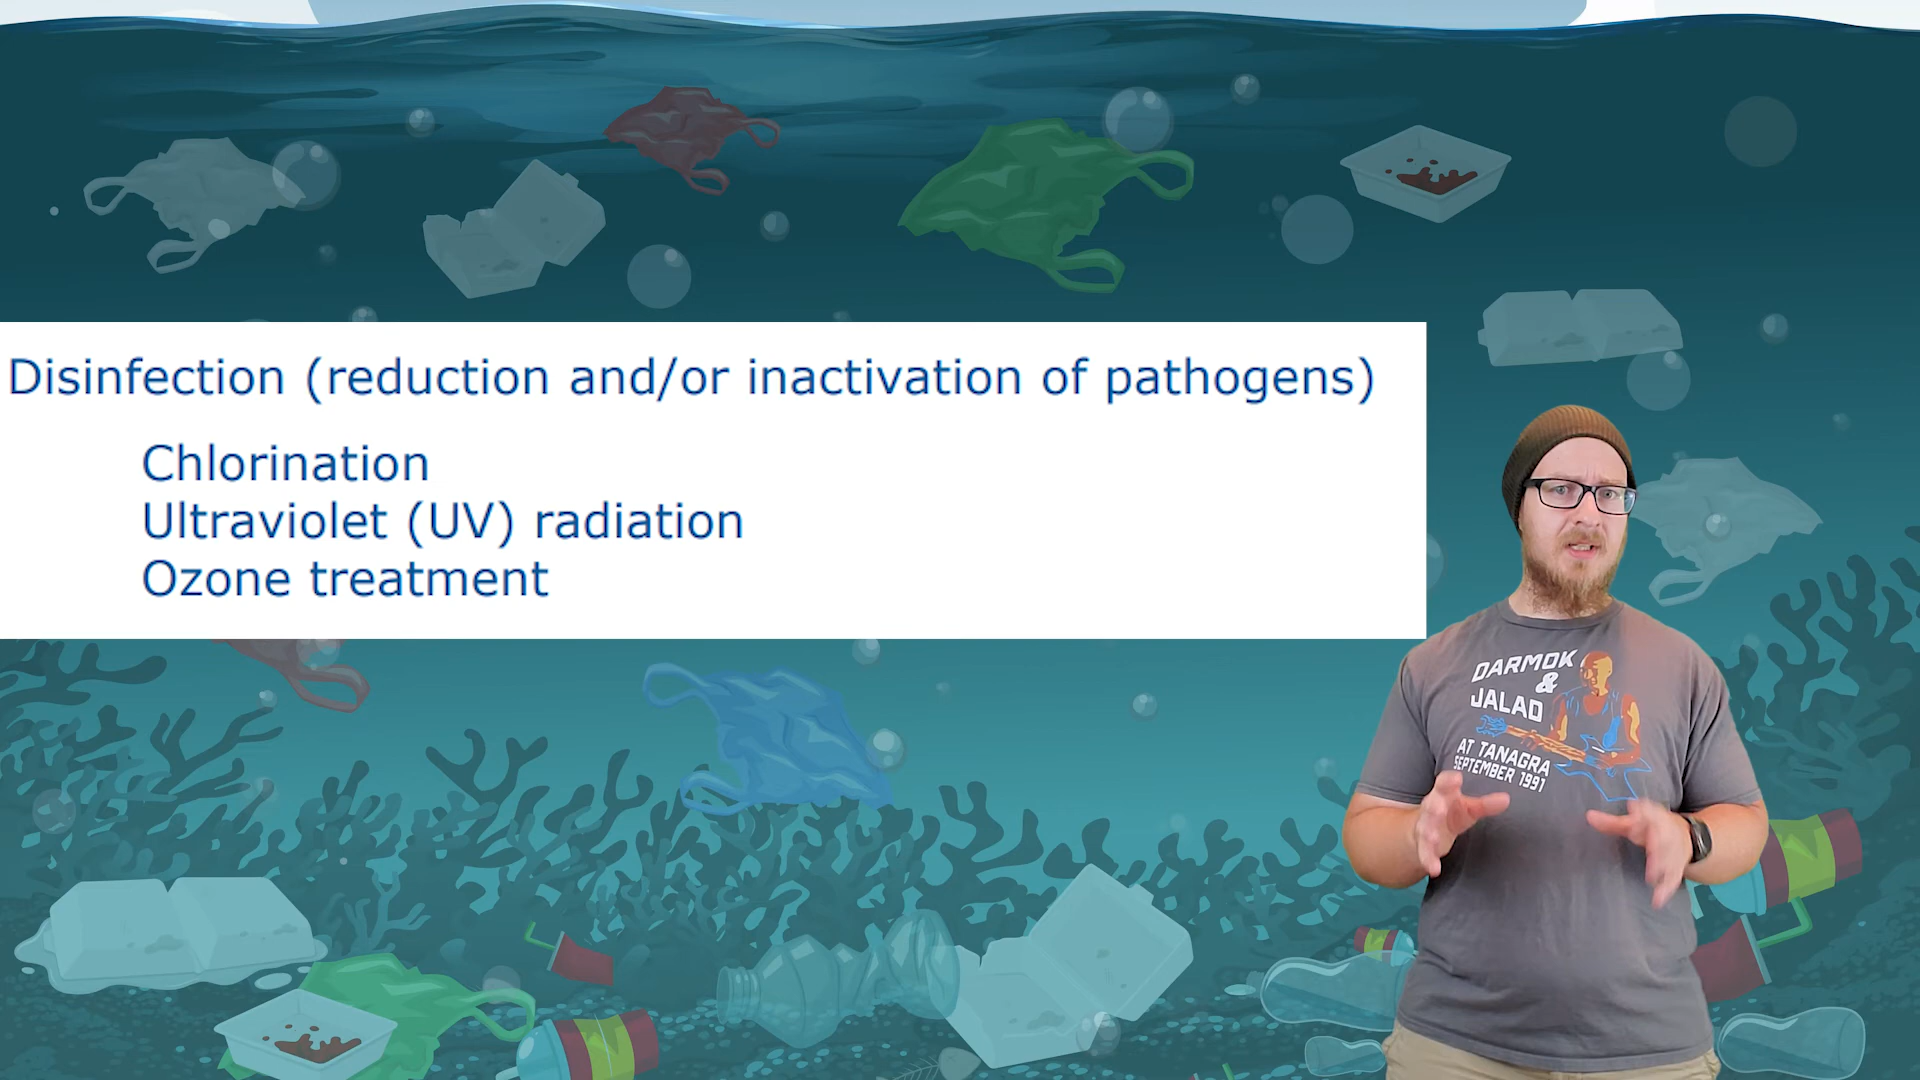 Disinfection (reduction and/or inactivation of pathogens)
Chlorination
Ultraviolet (UV) radiation
Ozone treatment
DARMOK
&
JALAD
AT TANAGRA
SEPTEMBER 1991